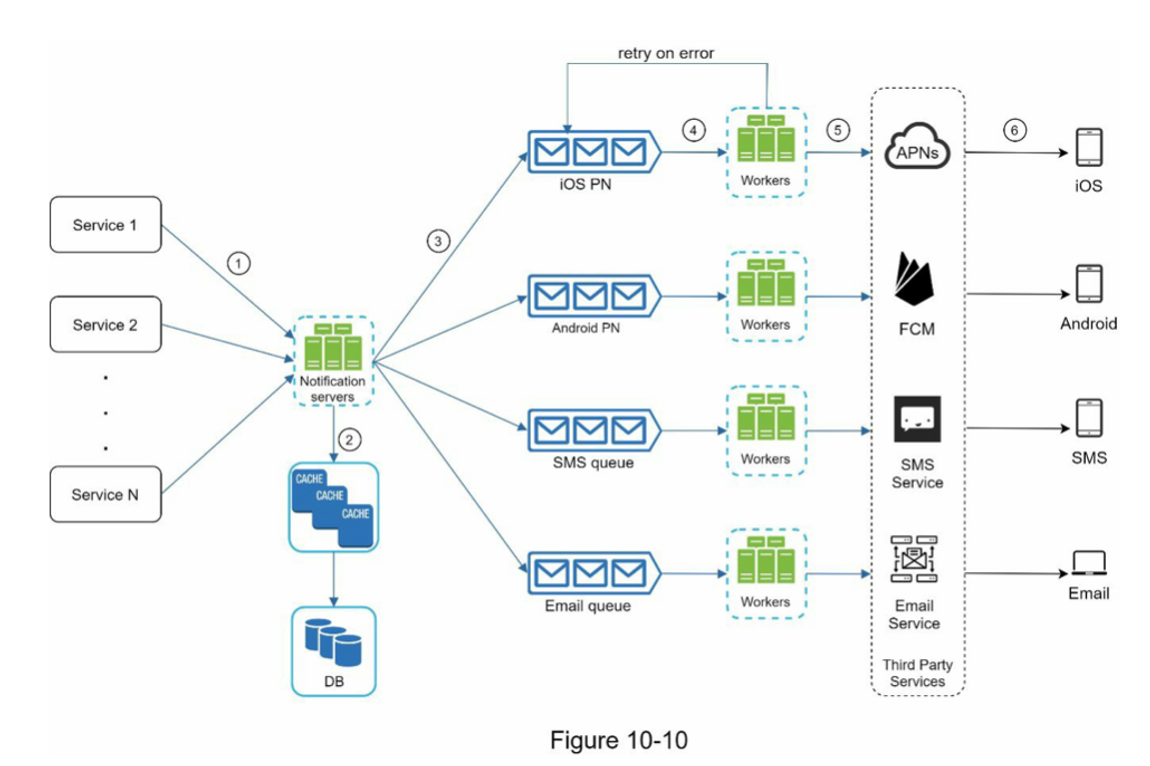 retry on error
4
5
6
Workers
APNs
iOS PN
iOS
Service 1
3
1
Service 2
Android PN
Workers
FCM
Android
Notification
servers
.
.
.
2
SMS queue
Workers
SMS
Service
SMS
Service N
CACHE
CACHE
CACHE
Email queue
Workers
Email
Service
Email
DB
Third Party
Services
Figure 10-10